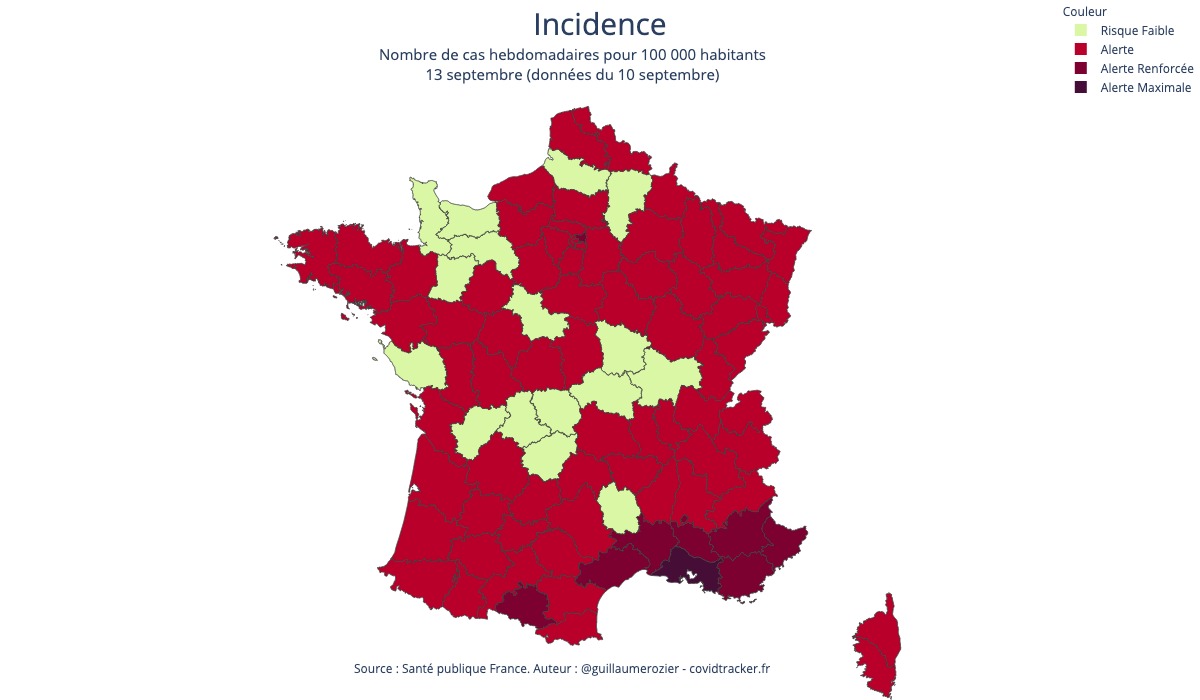 Incidence
Nombre de cas hebdomadaires pour 100 000 habitants
13 septembre (données du 10 septembre)
Couleur
Risque Faible
Alerte
Alerte Renforcée
Alerte Maximale
Source : Santé publique France. Auteur : @guillaumerozier - covidtracker.fr